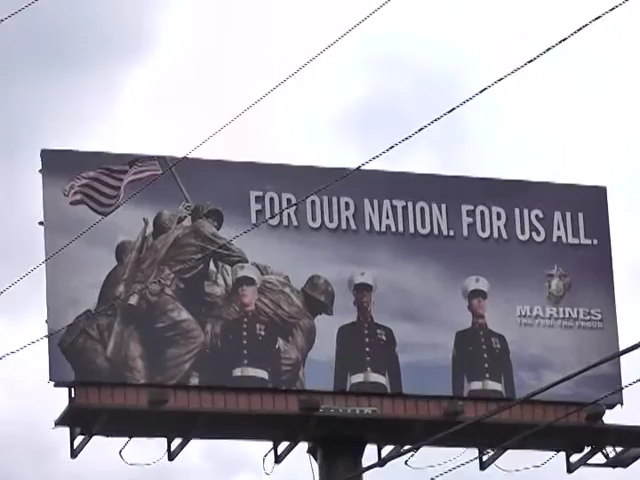 FOR OUR NATION. FOR US ALL.
MARINES
THE FEW. THE PROUD.